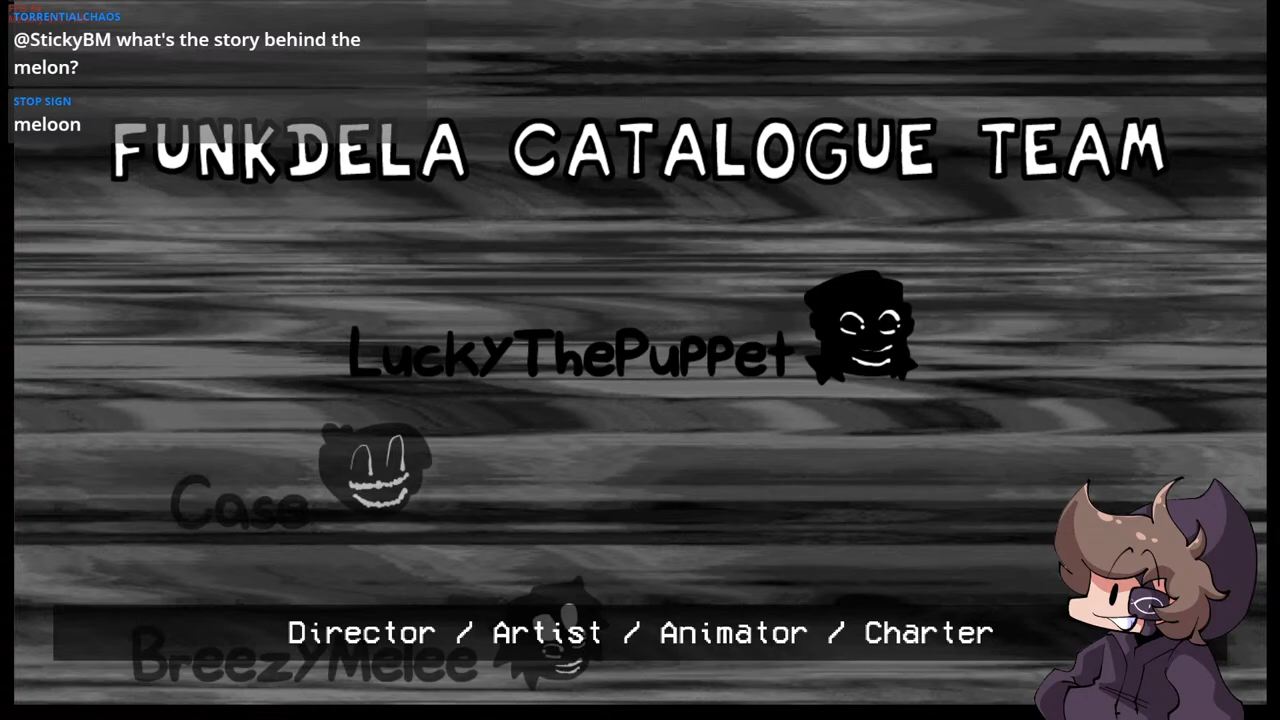 TORRENTIALCHAOS
@StickyBM what's the story behind the
melon?
STOP SIGN
meloon
FUNKDELA CATALOGUE TEAM
LuckyThePuppet
Case
BreezyMelee
Director / Artist / Animator / Charter